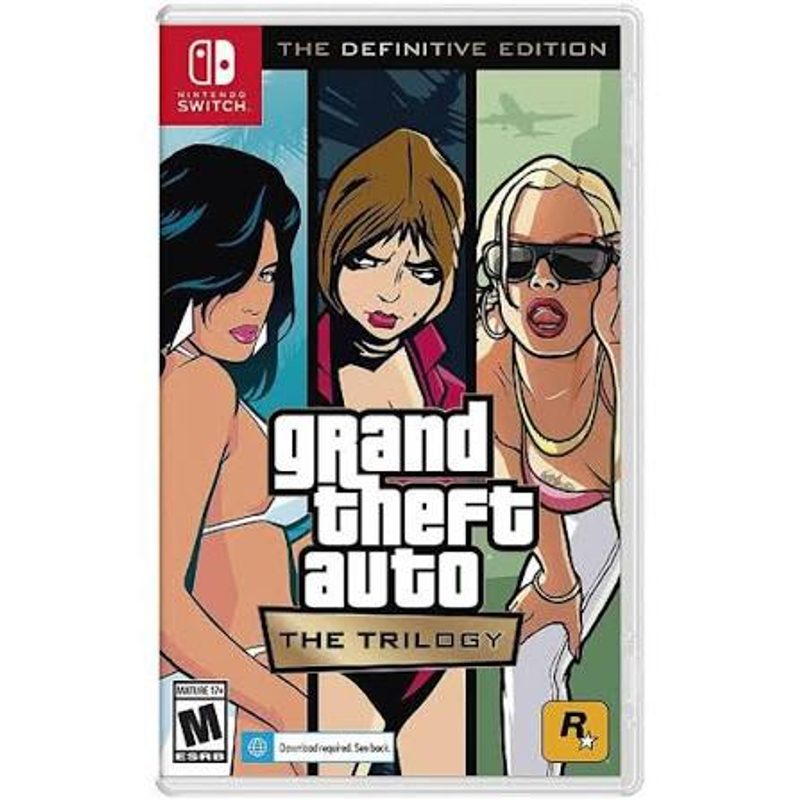 NINTENDO
SWITCH
THE DEFINITIVE EDITION
grand
theft
auto
THE TRILOGY
MATURE 17+
M
ESRB
Download required. See back.
R